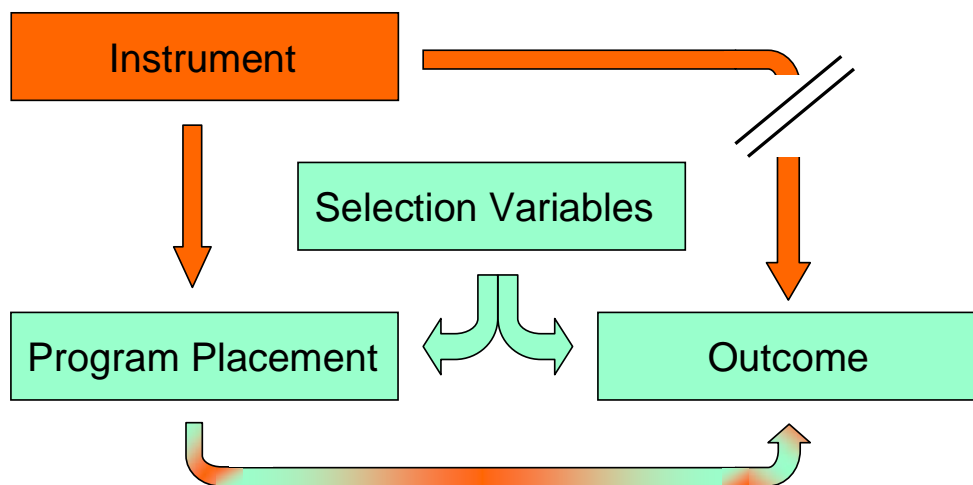 Instrument
Selection Variables
Program Placement
Outcome